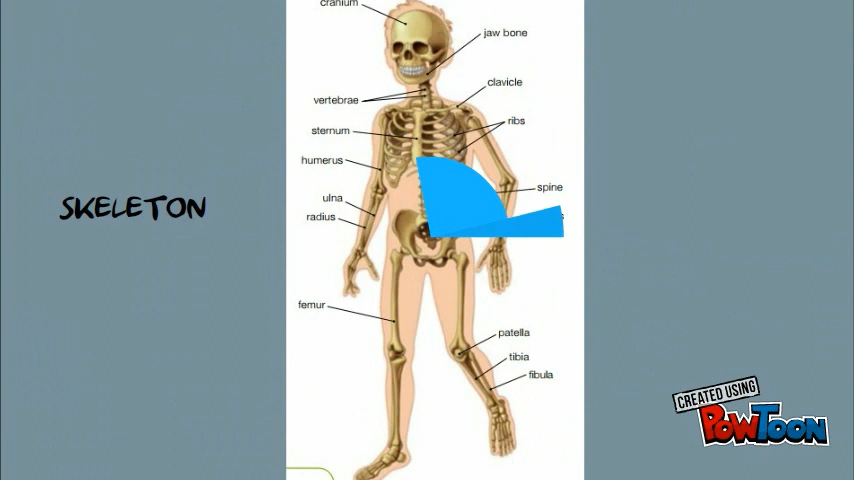 cranium
jaw bone
clavicle
vertebrae
ribs
sternum
humerus
spine
ulna
SKELETON
radius
femur
patella
tibia
fibula
CREATED USING
POWTOON